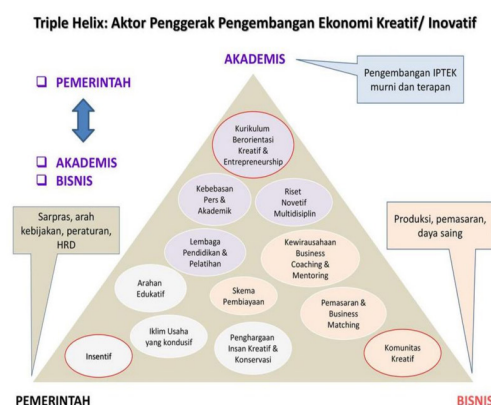 Triple Helix: Aktor Penggerak Pengembangan Ekonomi Kreatif/ Inovatif
AKADEMIS
❑ PEMERINTAH
❑ AKADEMIS
❑ BISNIS
Pengembangan IPTEK
murni dan terapan
Sarpras, arah
kebijakan, peraturan,
HRD
Produksi, pemasaran,
daya saing
Kurikulum
Berorientasi
Kreatif &
Entrepreneurship
Kebebasan
Pers &
Akademik
Riset
Novetif
Multidisiplin
Lembaga
Pendidikan &
Pelatihan
Kewirausahaan
Business
Coaching &
Mentoring
Arahan
Edukatif
Skema
Pembiayaan
Pemasaran &
Business
Matching
Insentif
Iklim Usaha
yang kondusif
Penghargaan
Insan Kreatif &
Konservasi
Komunitas
Kreatif
PEMERINTAH
BISNIS